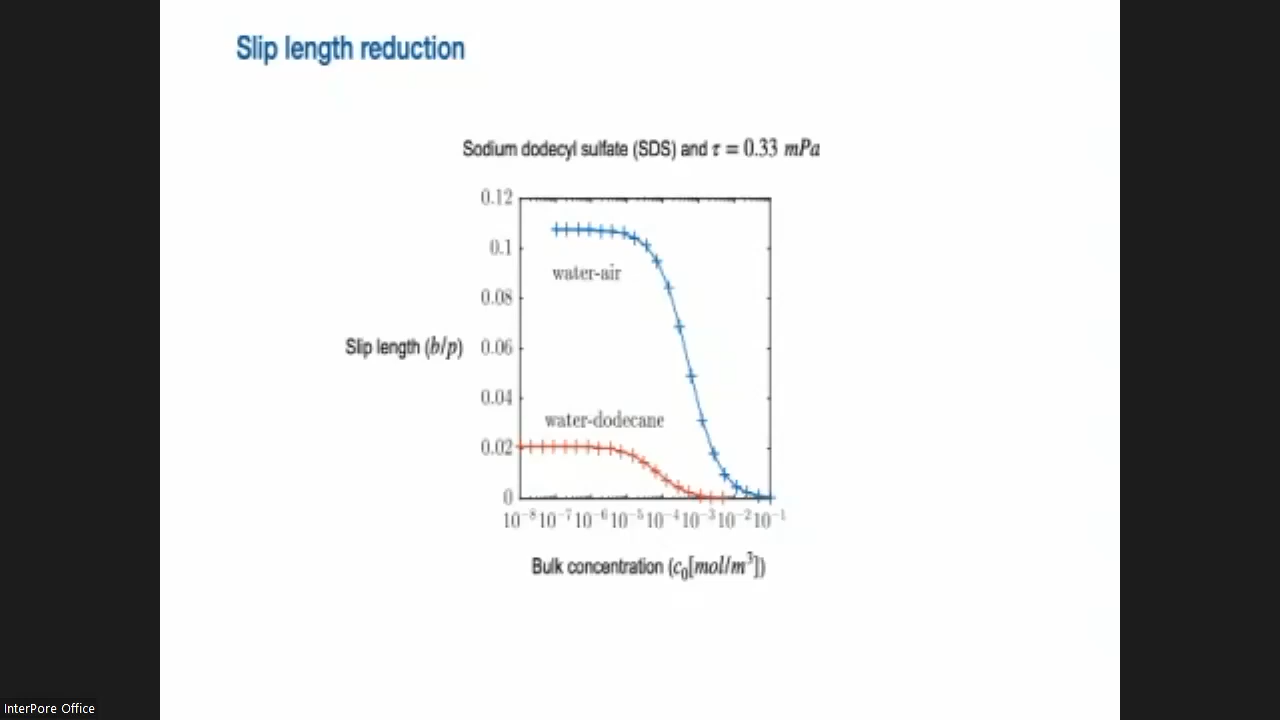 Slip length reduction
Sodium dodecyl sulfate (SDS) and τ = 0.33 mPa
0.12
0.1
water-air
0.08
Slip length (b/p)
0.06
0.04
water-dodecane
0.02
0
10⁻⁸ 10⁻⁷ 10⁻⁶ 10⁻⁵ 10⁻⁴ 10⁻³ 10⁻² 10⁻¹
Bulk concentration (c₀[mol/m³])
InterPore Office